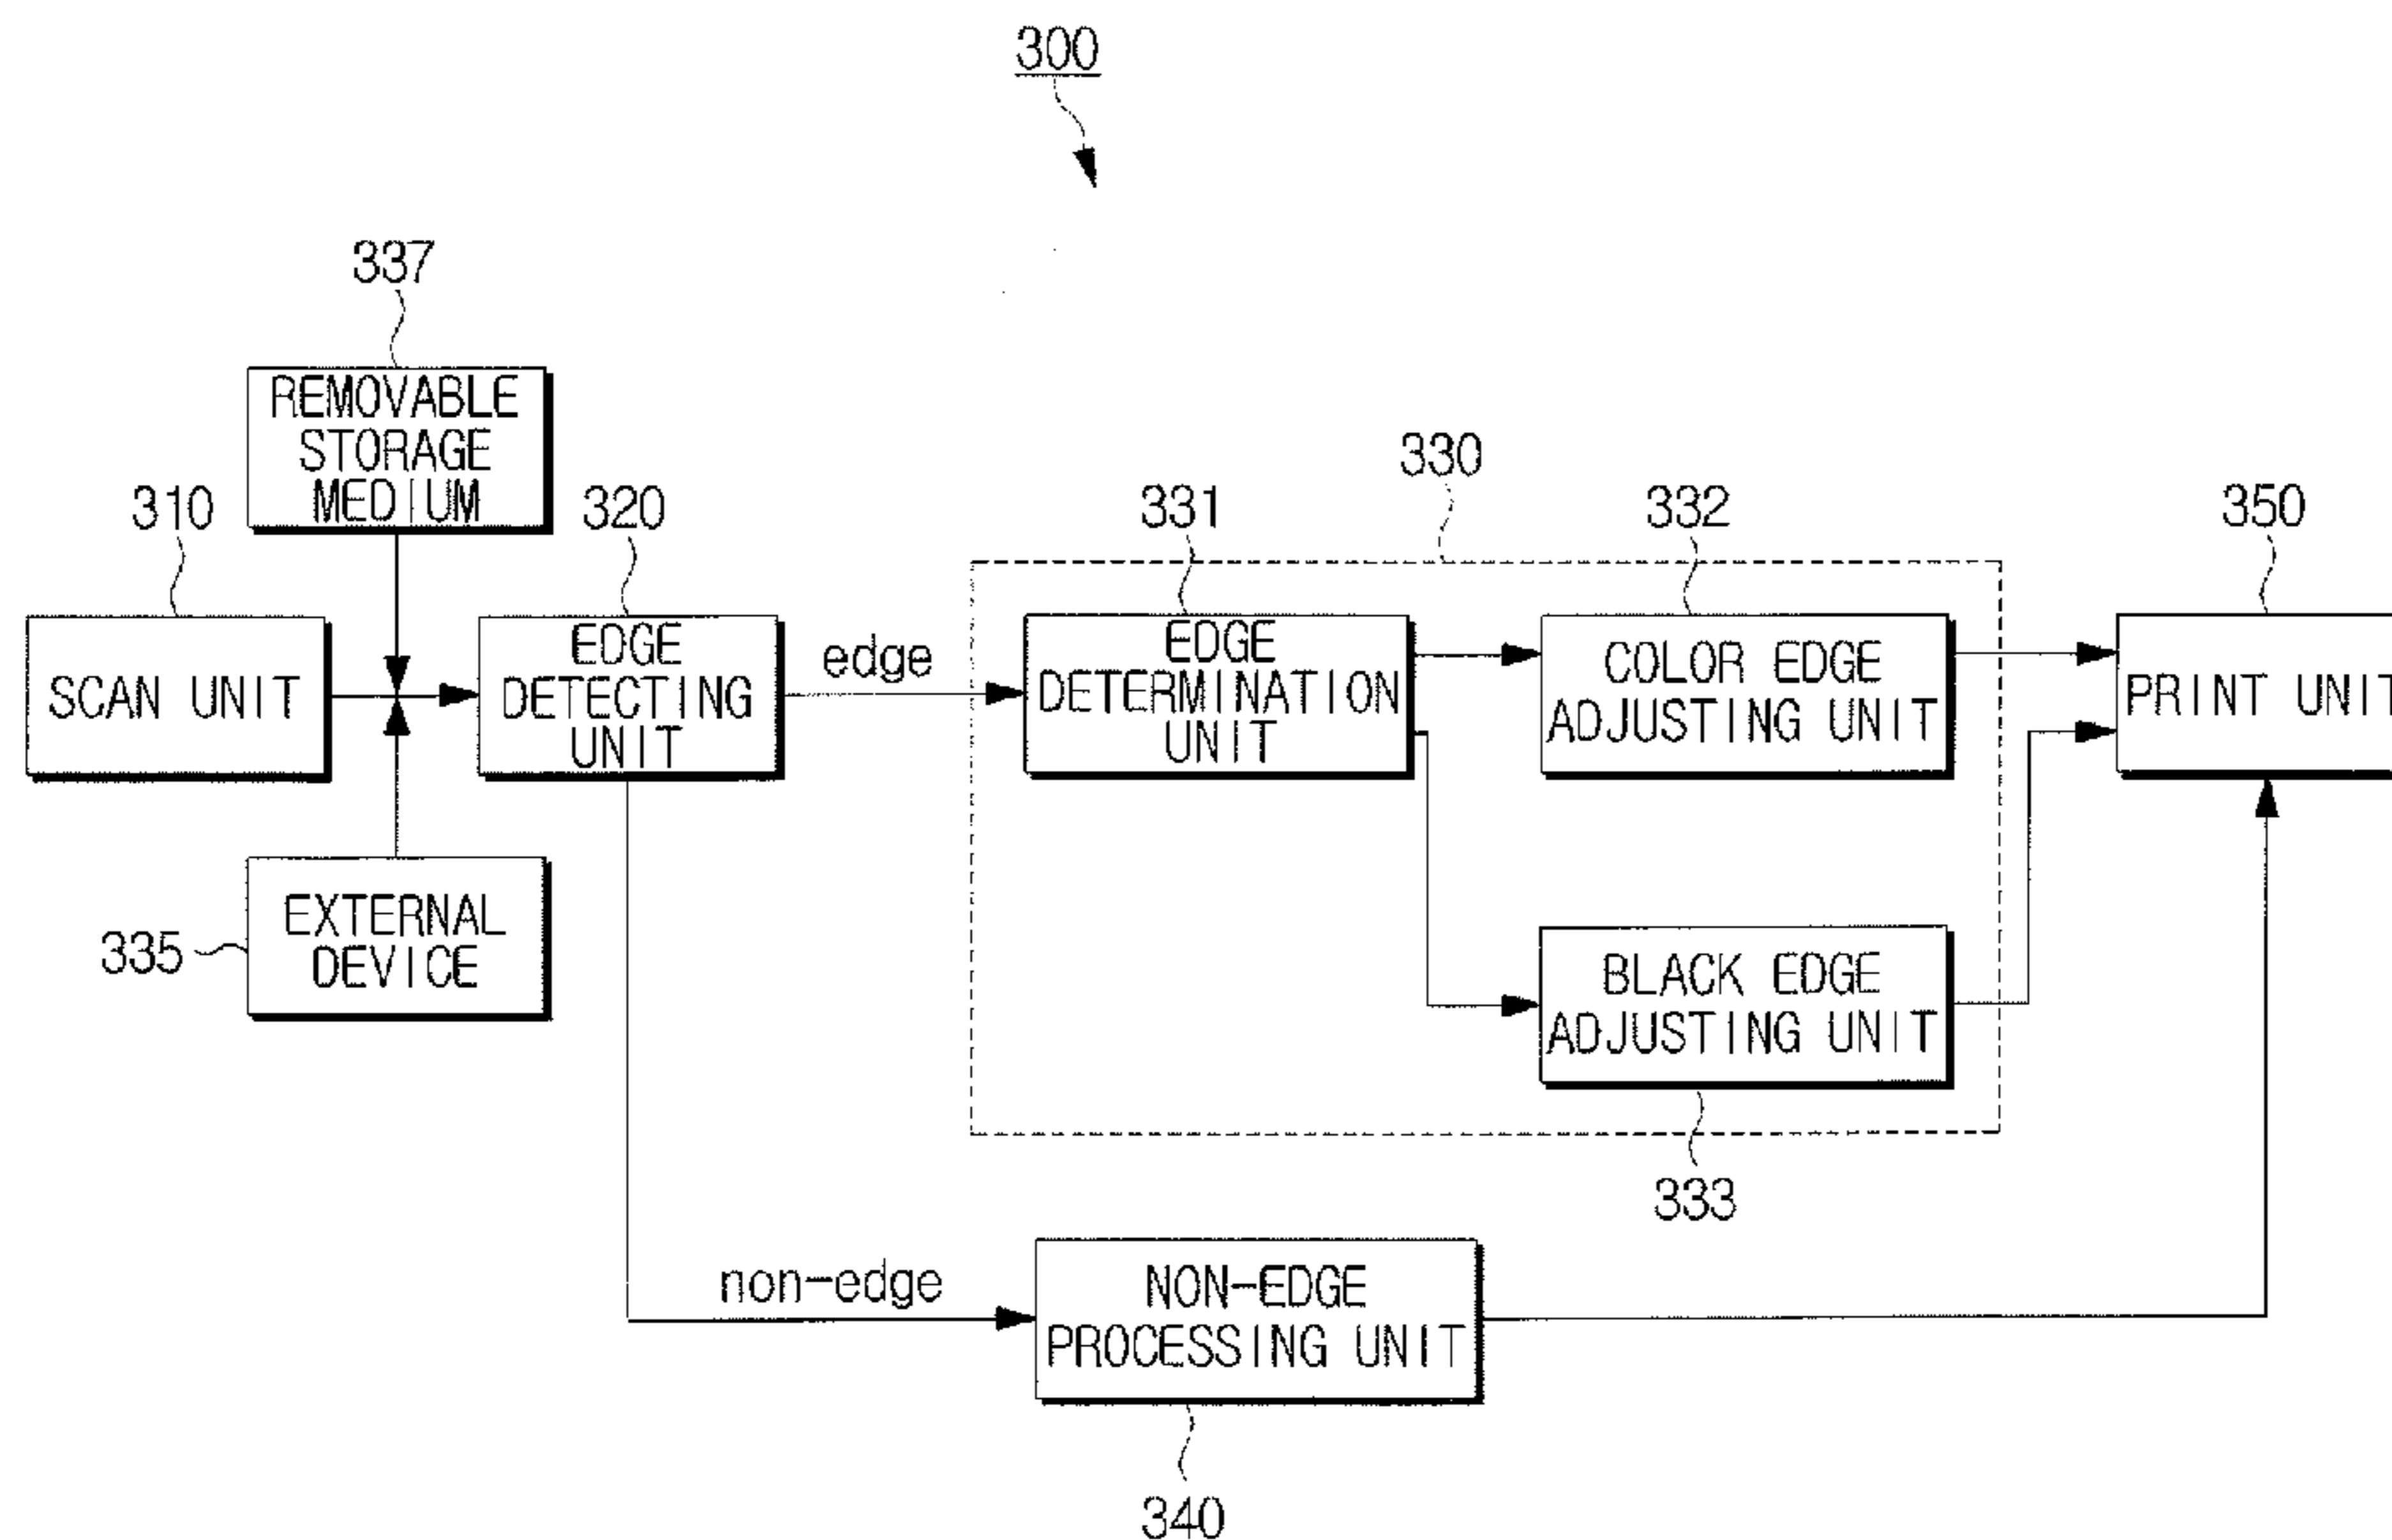 300
337
REMOVABLE
STORAGE
MEDIUM
310
320
330
331
332
350
SCAN UNIT
EDGE
DETECTING
UNIT
edge
EDGE
DETERMINATION
UNIT
COLOR EDGE
ADJUSTING UNIT
PRINT UNIT
335
EXTERNAL
DEVICE
BLACK EDGE
ADJUSTING UNIT
333
non-edge
NON-EDGE
PROCESSING UNIT
340